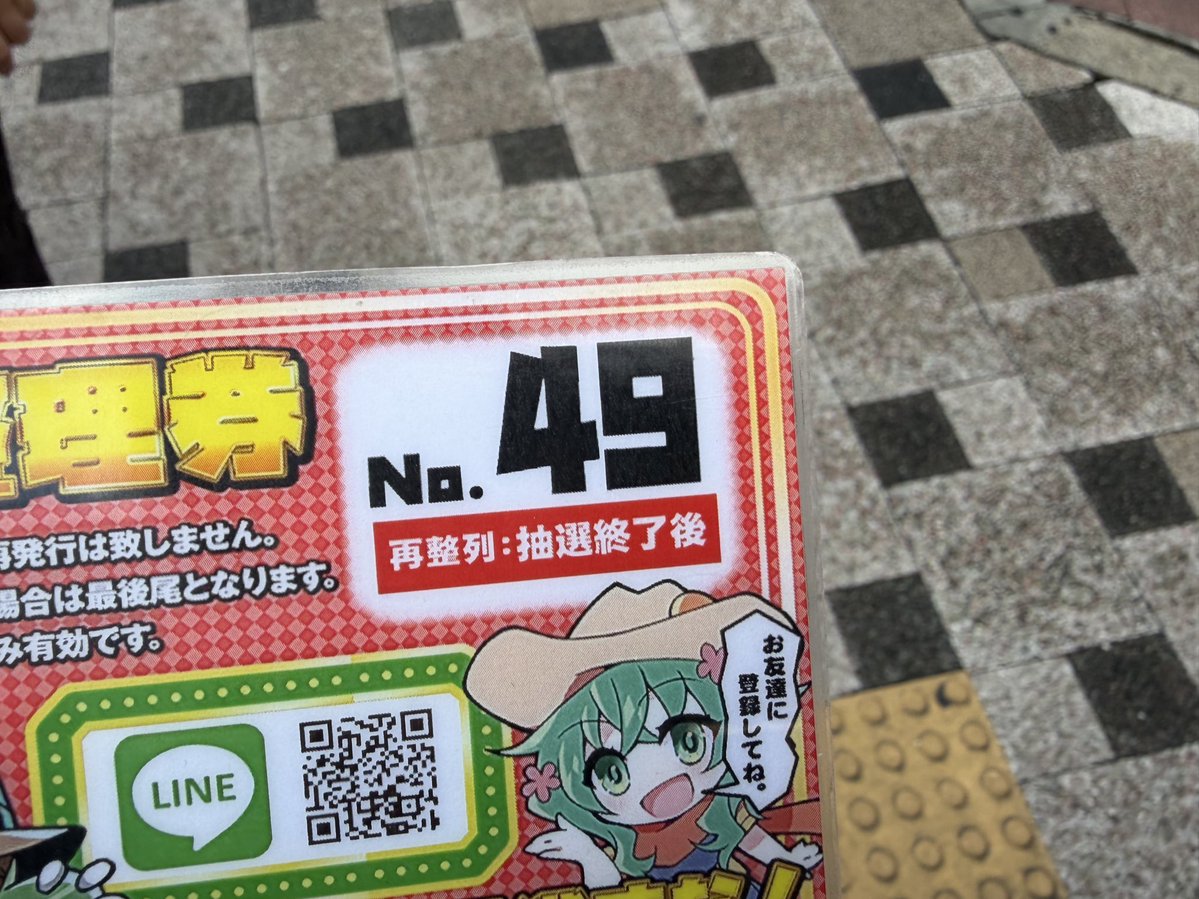 理券
No.49
再整列:抽選終了後
再発行は致しません。
場合は最後尾となります。
み有効です。
LINE
お友達に
登録してね。